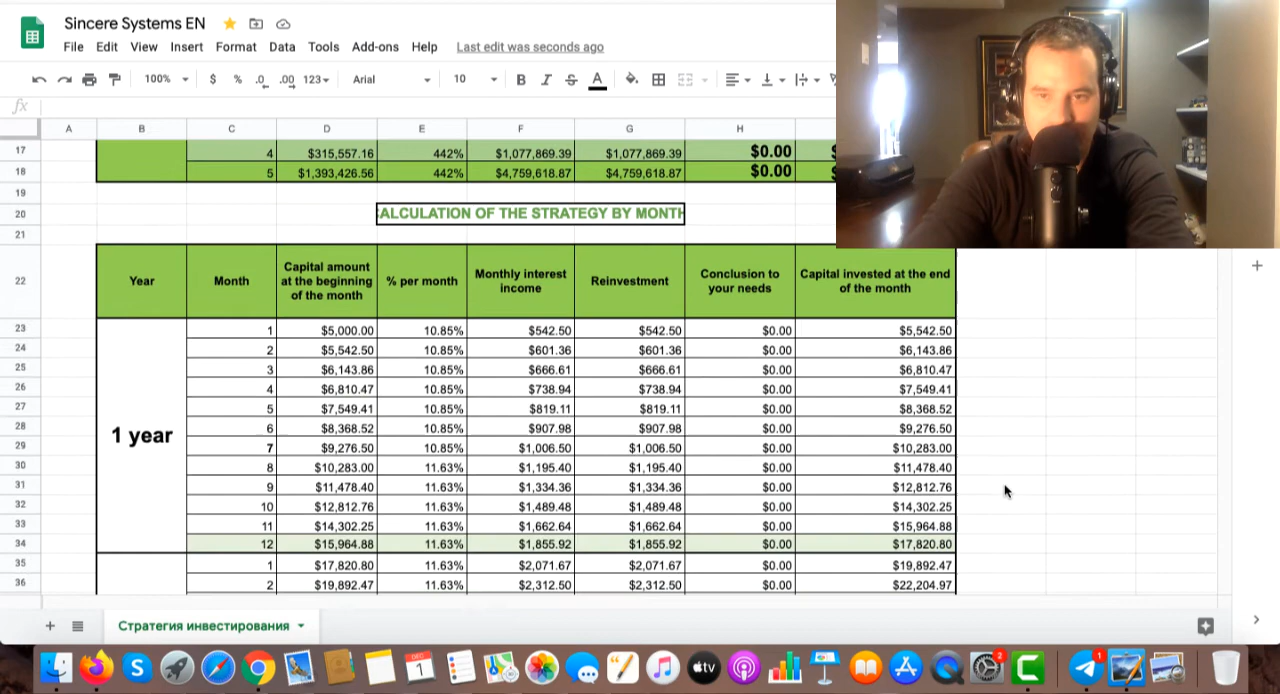 Sincere Systems EN
File Edit View Insert Format Data Tools Add-ons Help Last edit was seconds ago
100% $ % .0 .00 123 Arial 10 B I S A
fx
A B C D E F G H
17 4 $315,557.16 442% $1,077,869.39 $1,077,869.39 $0.00 $
18 5 $1,393,426.56 442% $4,759,618.87 $4,759,618.87 $0.00 $
19
20 ALCULATION OF THE STRATEGY BY MONTH
21
22 Year Month Capital amount at the beginning of the month % per month Monthly interest income Reinvestment Conclusion to your needs Capital invested at the end of the month
23 1 $5,000.00 10.85% $542.50 $542.50 $0.00 $5,542.50
24 2 $5,542.50 10.85% $601.36 $601.36 $0.00 $6,143.86
25 3 $6,143.86 10.85% $666.61 $666.61 $0.00 $6,810.47
26 4 $6,810.47 10.85% $738.94 $738.94 $0.00 $7,549.41
27 5 $7,549.41 10.85% $819.11 $819.11 $0.00 $8,368.52
28 6 $8,368.52 10.85% $907.98 $907.98 $0.00 $9,276.50
1 year
29 7 $9,276.50 10.85% $1,006.50 $1,006.50 $0.00 $10,283.00
30 8 $10,283.00 11.63% $1,195.40 $1,195.40 $0.00 $11,478.40
31 9 $11,478.40 11.63% $1,334.36 $1,334.36 $0.00 $12,812.76
32 10 $12,812.76 11.63% $1,489.48 $1,489.48 $0.00 $14,302.25
33 11 $14,302.25 11.63% $1,662.64 $1,662.64 $0.00 $15,964.88
34 12 $15,964.88 11.63% $1,855.92 $1,855.92 $0.00 $17,820.80
35 1 $17,820.80 11.63% $2,071.67 $2,071.67 $0.00 $19,892.47
36 2 $19,892.47 11.63% $2,312.50 $2,312.50 $0.00 $22,204.97
Стратегия инвестирования
DEC 1 tv 2 1